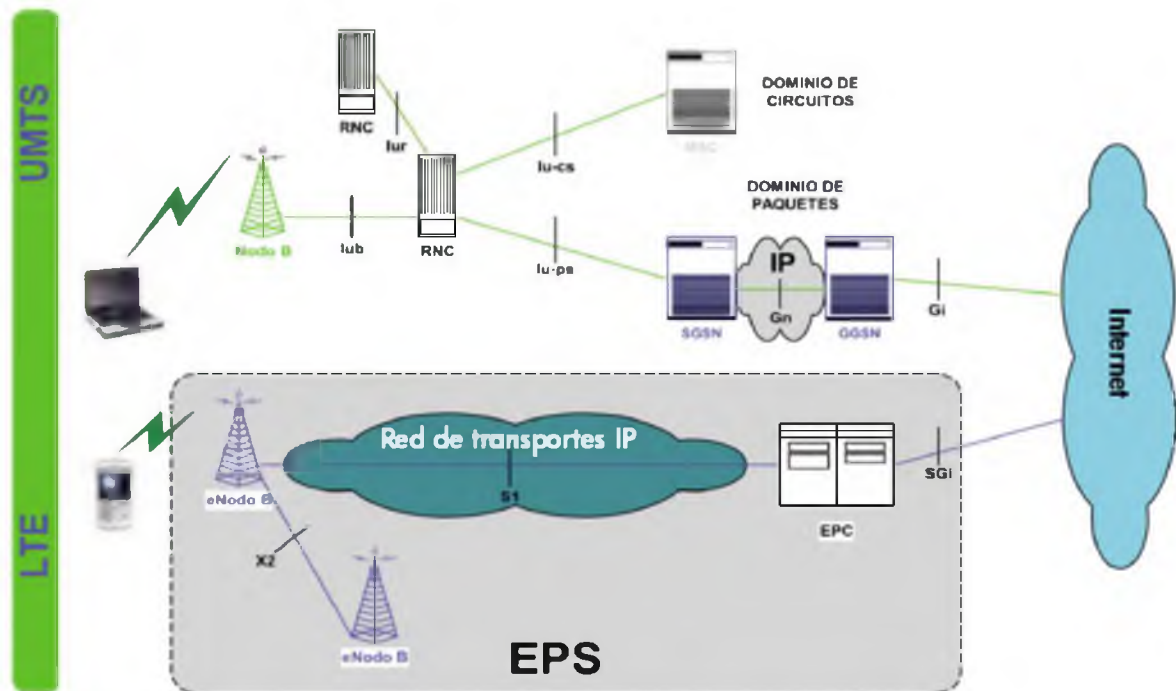 UMTS
RNC
Iur
RNC
Nodo B
Iub
Iu-cs
MSC
DOMINIO DE
CIRCUITOS
Iu-ps
DOMINIO DE
PAQUETES
SGSN
IP
Gn
GGSN
Gi
Internet
LTE
eNodo B
Red de transportes IP
S1
EPC
SGi
X2
eNodo B
EPS